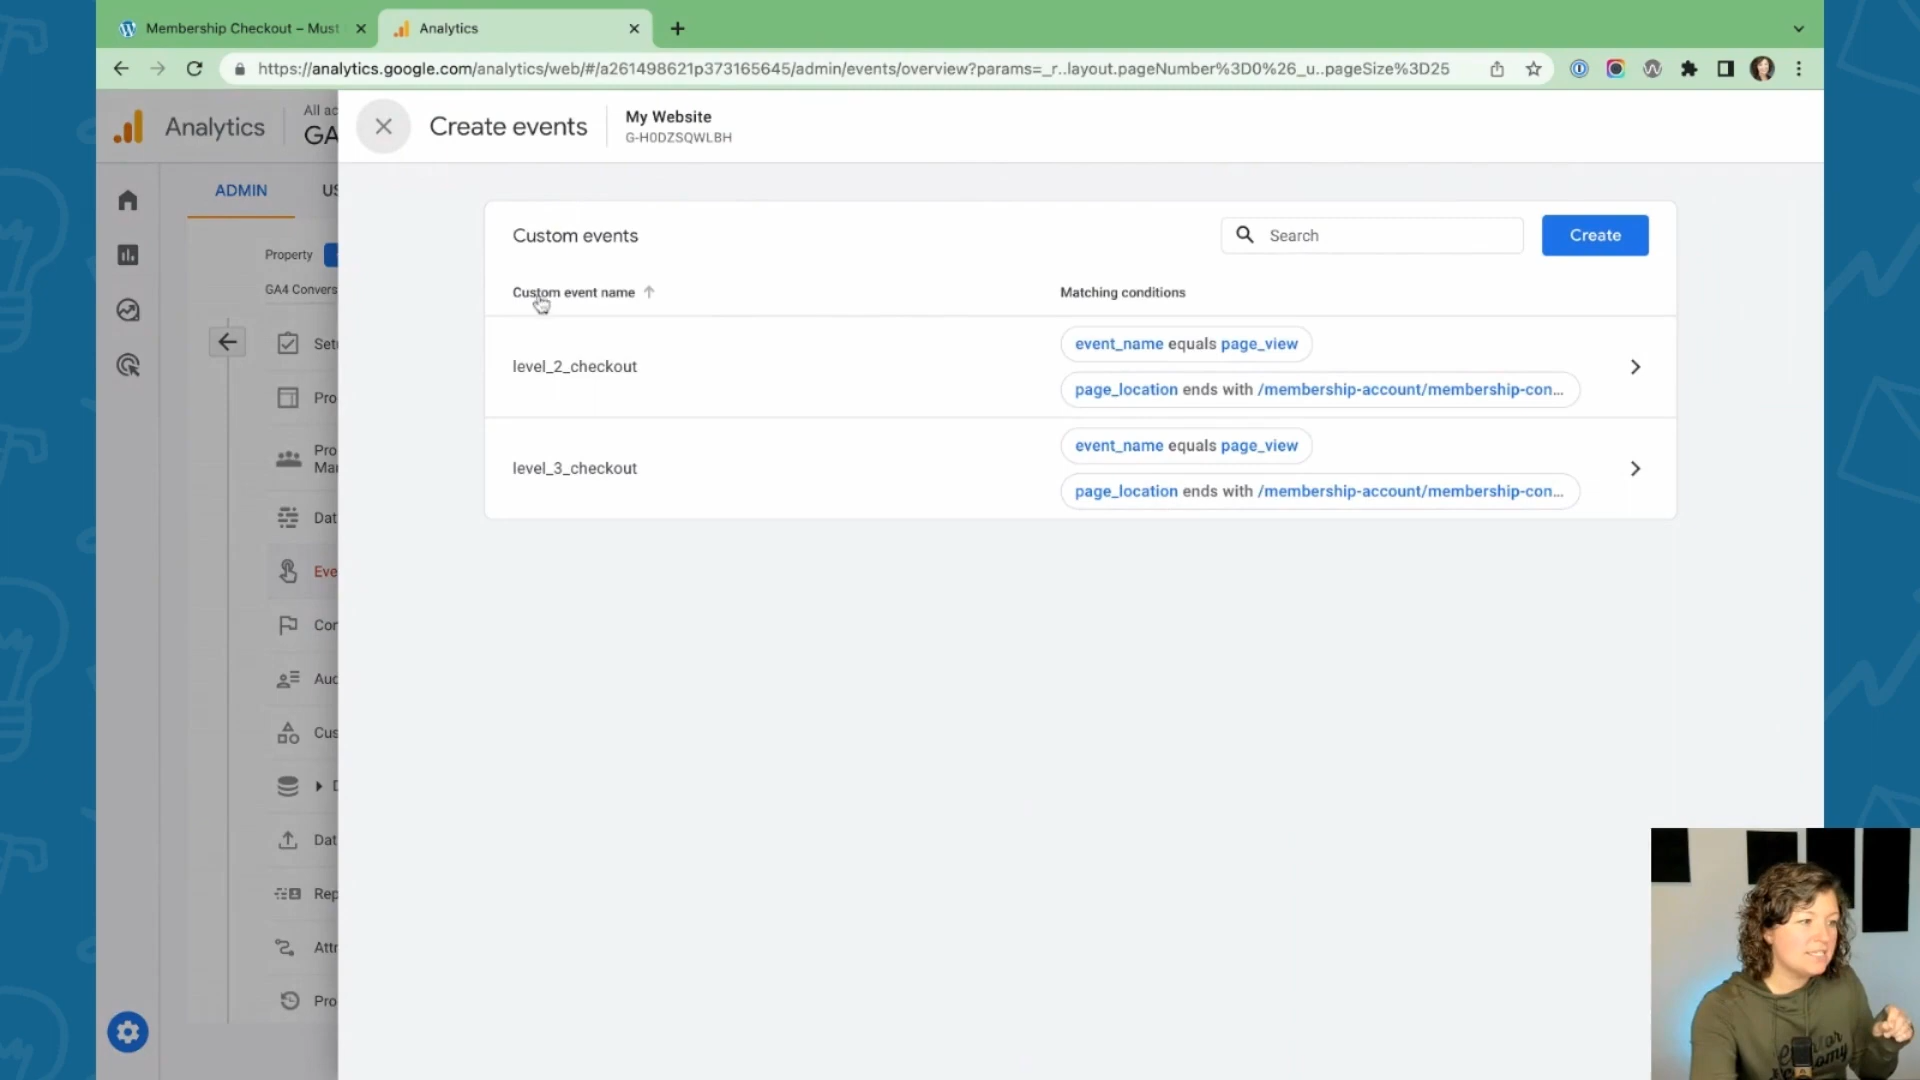 Membership Checkout – Must
Analytics
https://analytics.google.com/analytics/web/#/a261498621p373165645/admin/events/overview?params=_r..layout.pageNumber%3D0%26_u..pageSize%3D25
Analytics
All ac
GA
Create events
My Website
G-H0DZSQWLBH
ADMIN
US
Property
GA4 Convers
Setu
Pro
Pro
Mar
Dat
Eve
Con
Aud
Cus
D
Dat
Rep
Attr
Pro
Custom events
Search
Create
Custom event name
Matching conditions
level_2_checkout
event_name equals page_view
page_location ends with /membership-account/membership-con...
level_3_checkout
event_name equals page_view
page_location ends with /membership-account/membership-con...